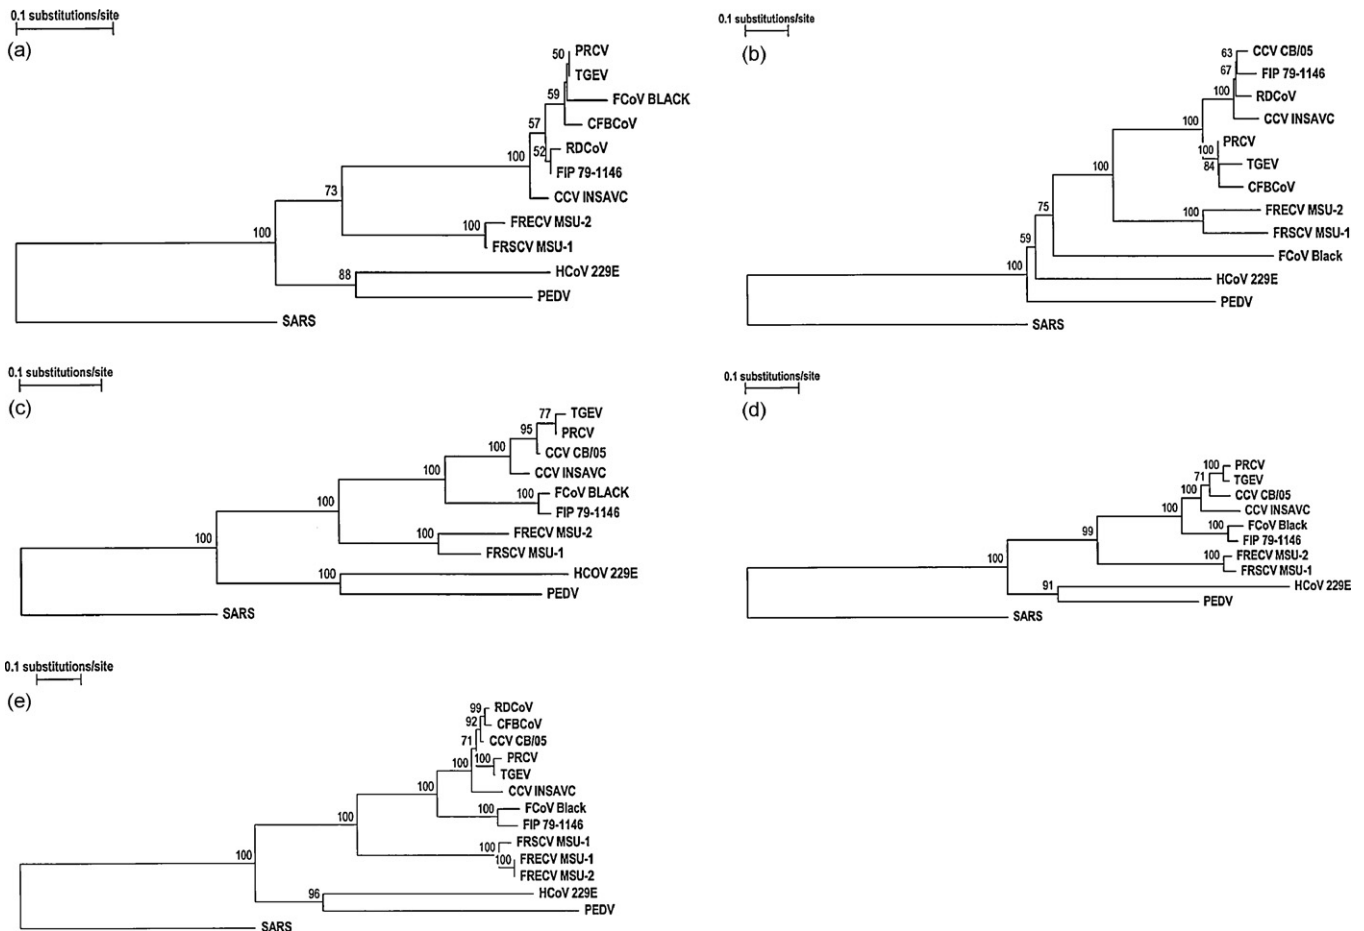 0.1 substitutions/site
(a)
50
PRCV
TGEV
59
FCoV BLACK
CFBCoV
57
RDCoV
52
100
FIP 79-1146
73
CCV INSAVC
FRECV MSU-2
100
FRSCV MSU-1
100
HCoV 229E
88
PEDV
SARS
0.1 substitutions/site
(b)
63
CCV CB/05
67
FIP 79-1146
100
RDCoV
CCV INSAVC
100
PRCV
100
84
TGEV
100
CFBCoV
75
FRECV MSU-2
100
FRSCV MSU-1
59
FCoV Black
100
HCoV 229E
PEDV
SARS
0.1 substitutions/site
(c)
77
TGEV
95
PRCV
100
CCV CB/05
100
CCV INSAVC
100
FCoV BLACK
100
FIP 79-1146
100
FRECV MSU-2
FRSCV MSU-1
100
100
HCOV 229E
PEDV
SARS
0.1 substitutions/site
(d)
100
PRCV
71
TGEV
100
CCV CB/05
100
CCV INSAVC
100
FCoV Black
99
FIP 79-1146
100
FRECV MSU-2
100
FRSCV MSU-1
91
HCoV 229E
PEDV
SARS
0.1 substitutions/site
(e)
99
RDCoV
92
CFBCoV
71
CCV CB/05
100
PRCV
100
TGEV
CCV INSAVC
100
100
FCoV Black
FIP 79-1146
100
FRSCV MSU-1
100
100
FRECV MSU-1
FRECV MSU-2
96
HCoV 229E
PEDV
SARS